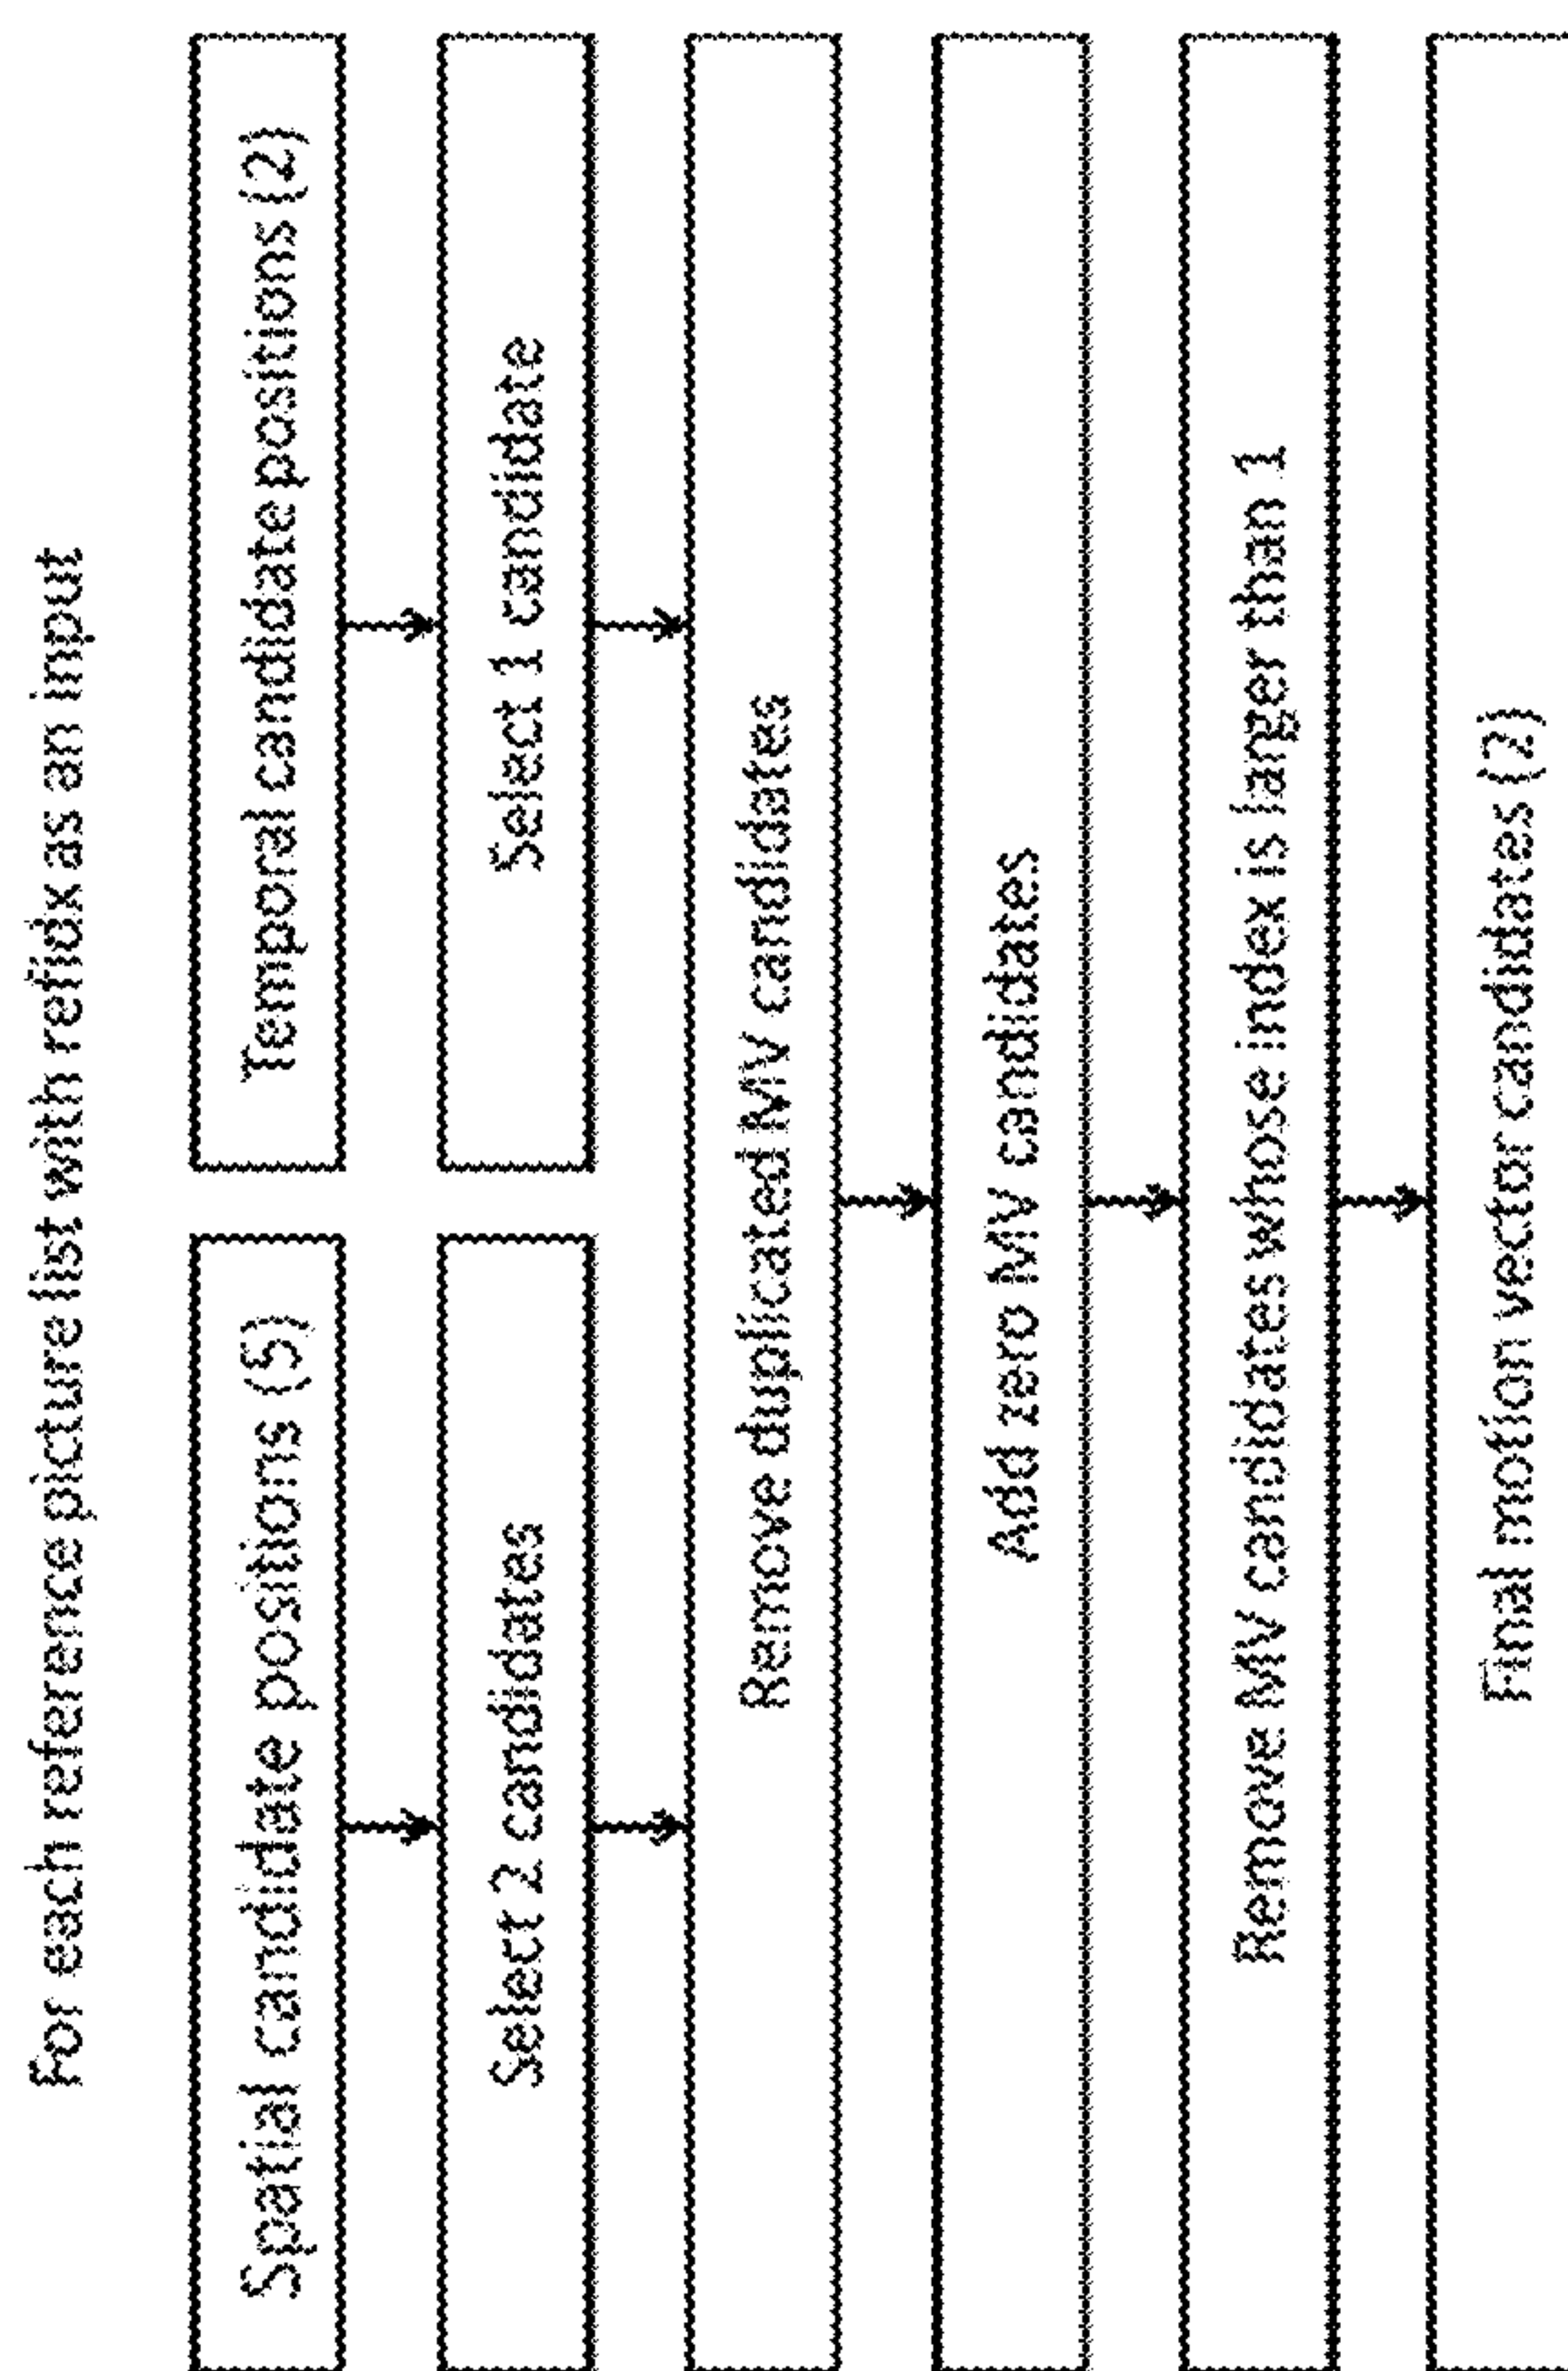 For each reference picture list with refidx as an input
Spatial candidate positions (5)
Temporal candidate positions (2)
Select 2 candidates
Select 1 candidate
Remove duplicated MV candidates
Add zero MV candidates
Remove MV candidates whose index is larger than 1
Final motion vector candidates (2)